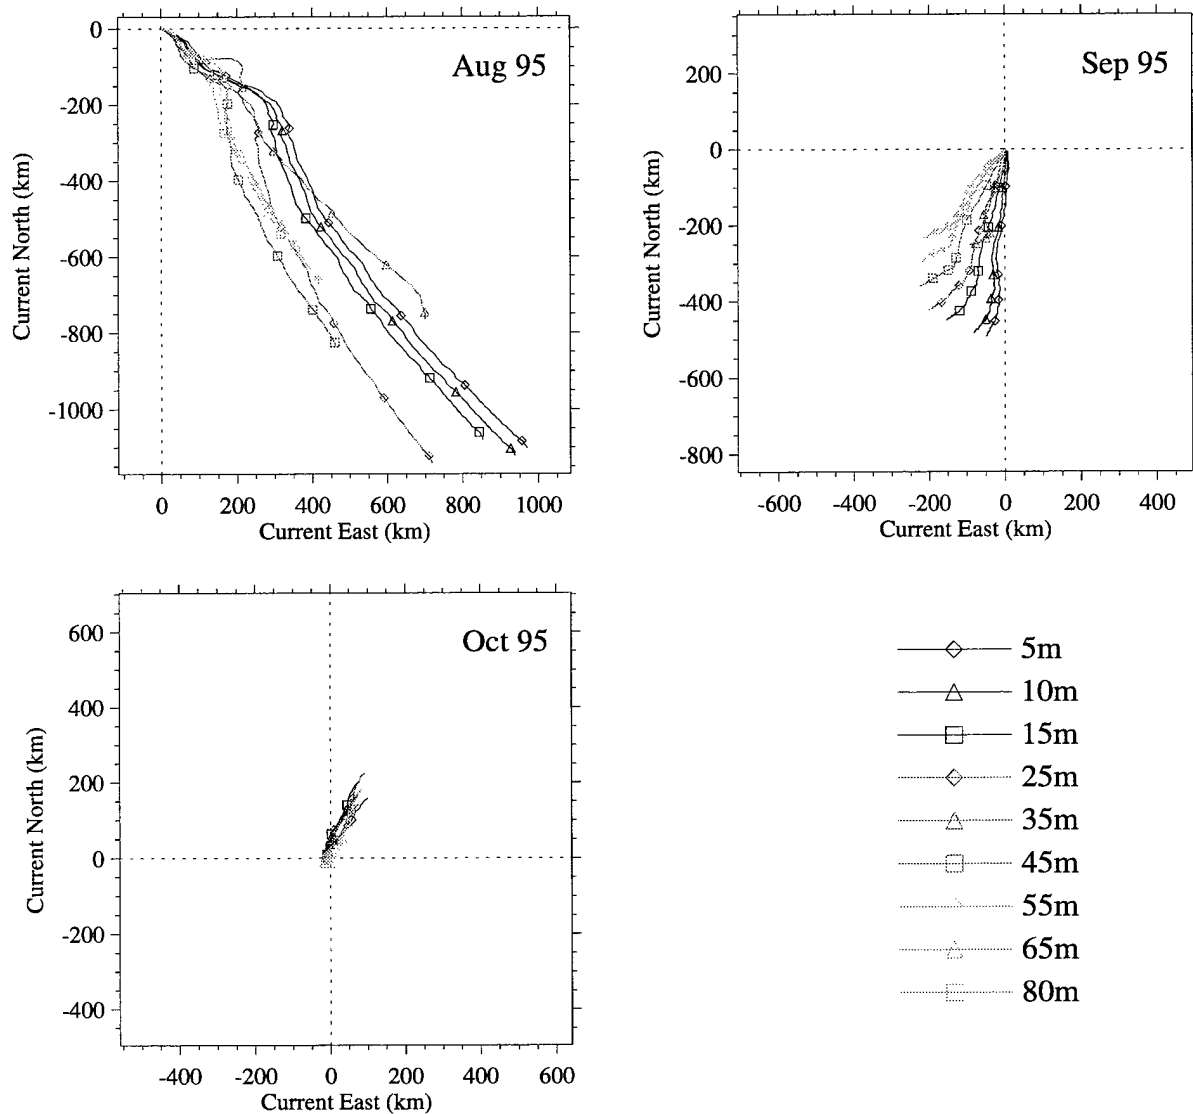 Aug 95
0
-200
-400
-600
-800
-1000
Current North (km)
0 200 400 600 800 1000
Current East (km)
Sep 95
200
0
-200
-400
-600
-800
Current North (km)
-600 -400 -200 0 200 400
Current East (km)
Oct 95
600
400
200
0
-200
-400
Current North (km)
-400 -200 0 200 400 600
Current East (km)
5m
10m
15m
25m
35m
45m
55m
65m
80m